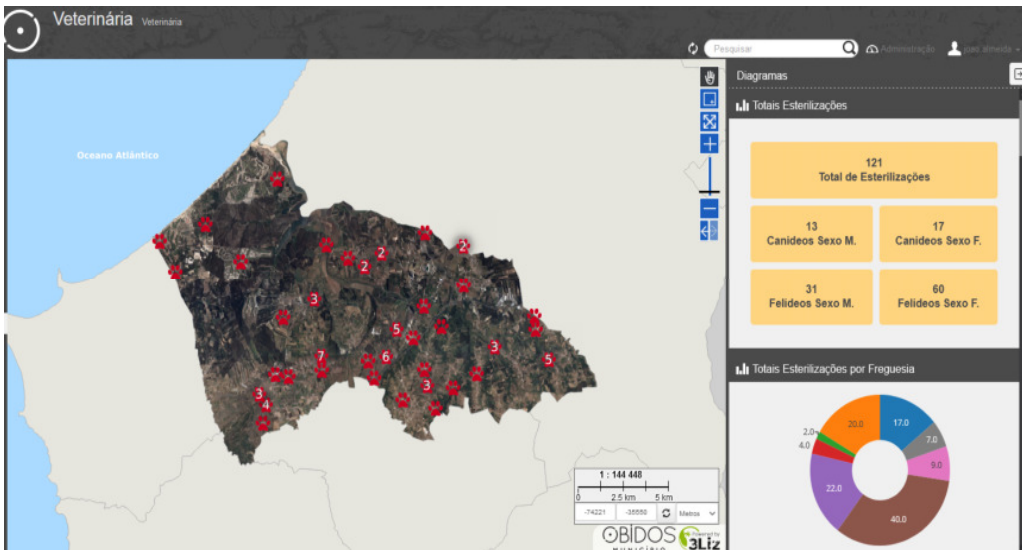 Veterinária Veterinária
Pesquisar
Administração
Diagramas
Totais Esterilizações
Oceano Atlântico
121
Total de Esterilizações
13
Canideos Sexo M.
17
Canideos Sexo F.
31
Felideos Sexo M.
60
Felideos Sexo F.
2
2
2
3
5
3
7
6
5
3
3
4
Totais Esterilizações por Freguesia
20.0
17.0
2.0
7.0
4.0
9.0
22.0
40.0
1 : 144 448
0 2.5 km 5 km
-74221 -35550 Metros
ÓBIDOS
MUNICÍPIO
Powered by
3Liz